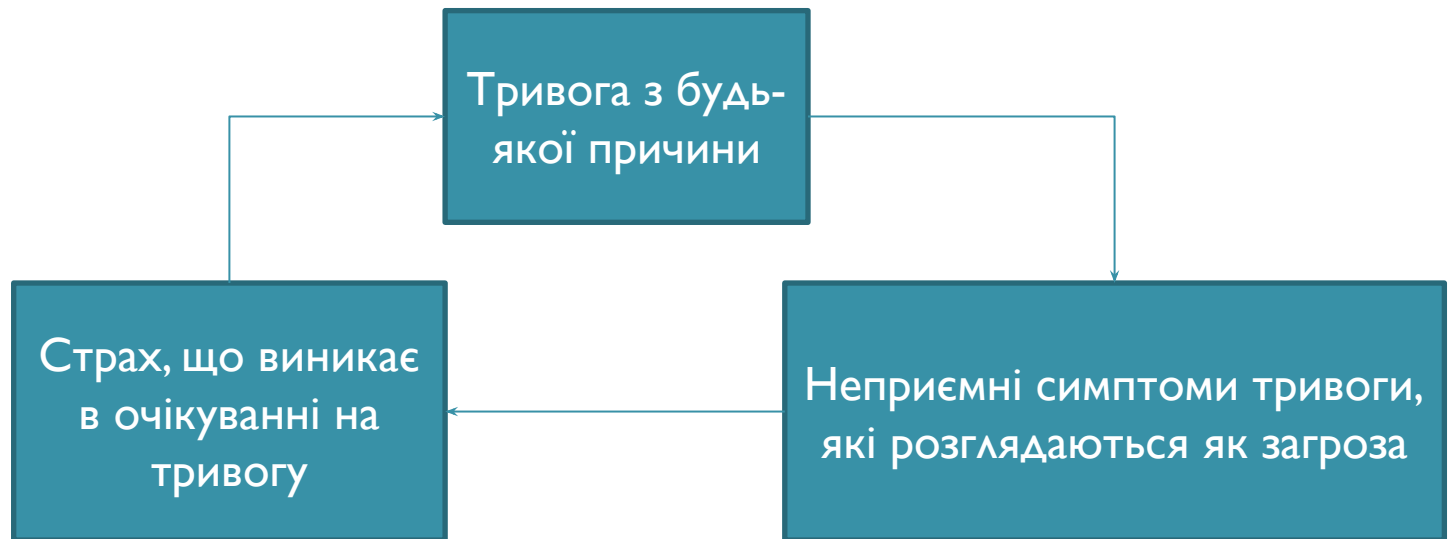 Тривога з будь-
якої причини
Страх, що виникає
в очікуванні на
тривогу
Неприємні симптоми тривоги,
які розглядаються як загроза